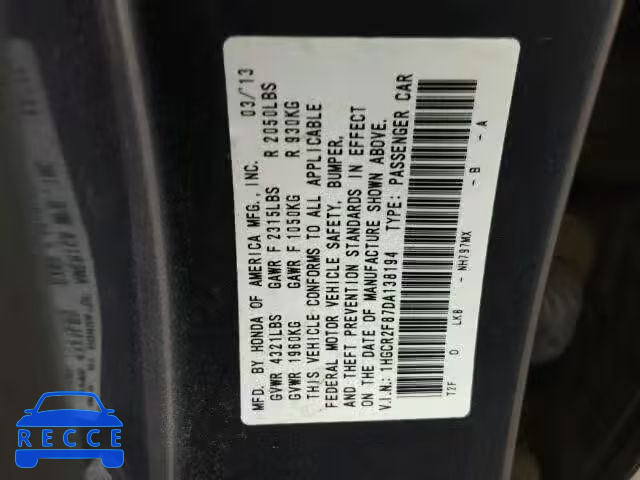 MFD. BY HONDA OF AMERICA MFG., INC. 03/13
GVWR 4321LBS GAWR F 2315LBS R 2050LBS
GVWR 1960KG GAWR F 1050KG R 930KG
THIS VEHICLE CONFORMS TO ALL APPLICABLE
FEDERAL MOTOR VEHICLE SAFETY, BUMPER,
AND THEFT PREVENTION STANDARDS IN EFFECT
ON THE DATE OF MANUFACTURE SHOWN ABOVE.
V.I.N.: 1HGCR2F87DA138194 TYPE: PASSENGER CAR
T2F D LKB - NH797MX - B - A
RECCE